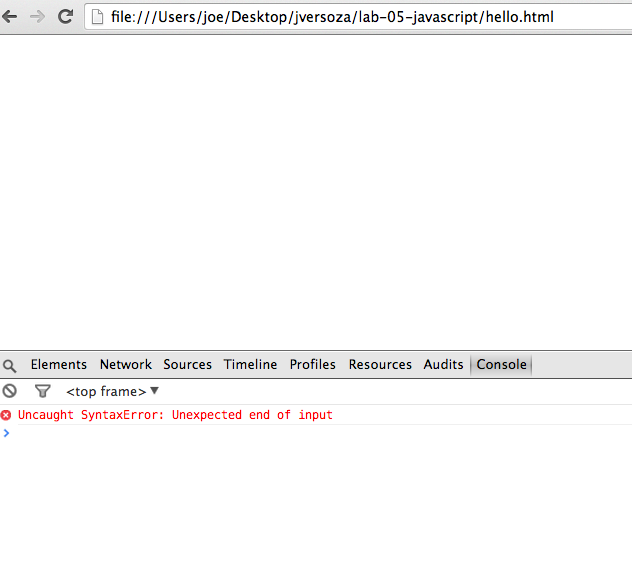 file:///Users/joe/Desktop/jversoza/lab-05-javascript/hello.html
Elements Network Sources Timeline Profiles Resources Audits Console
<top frame>
Uncaught SyntaxError: Unexpected end of input